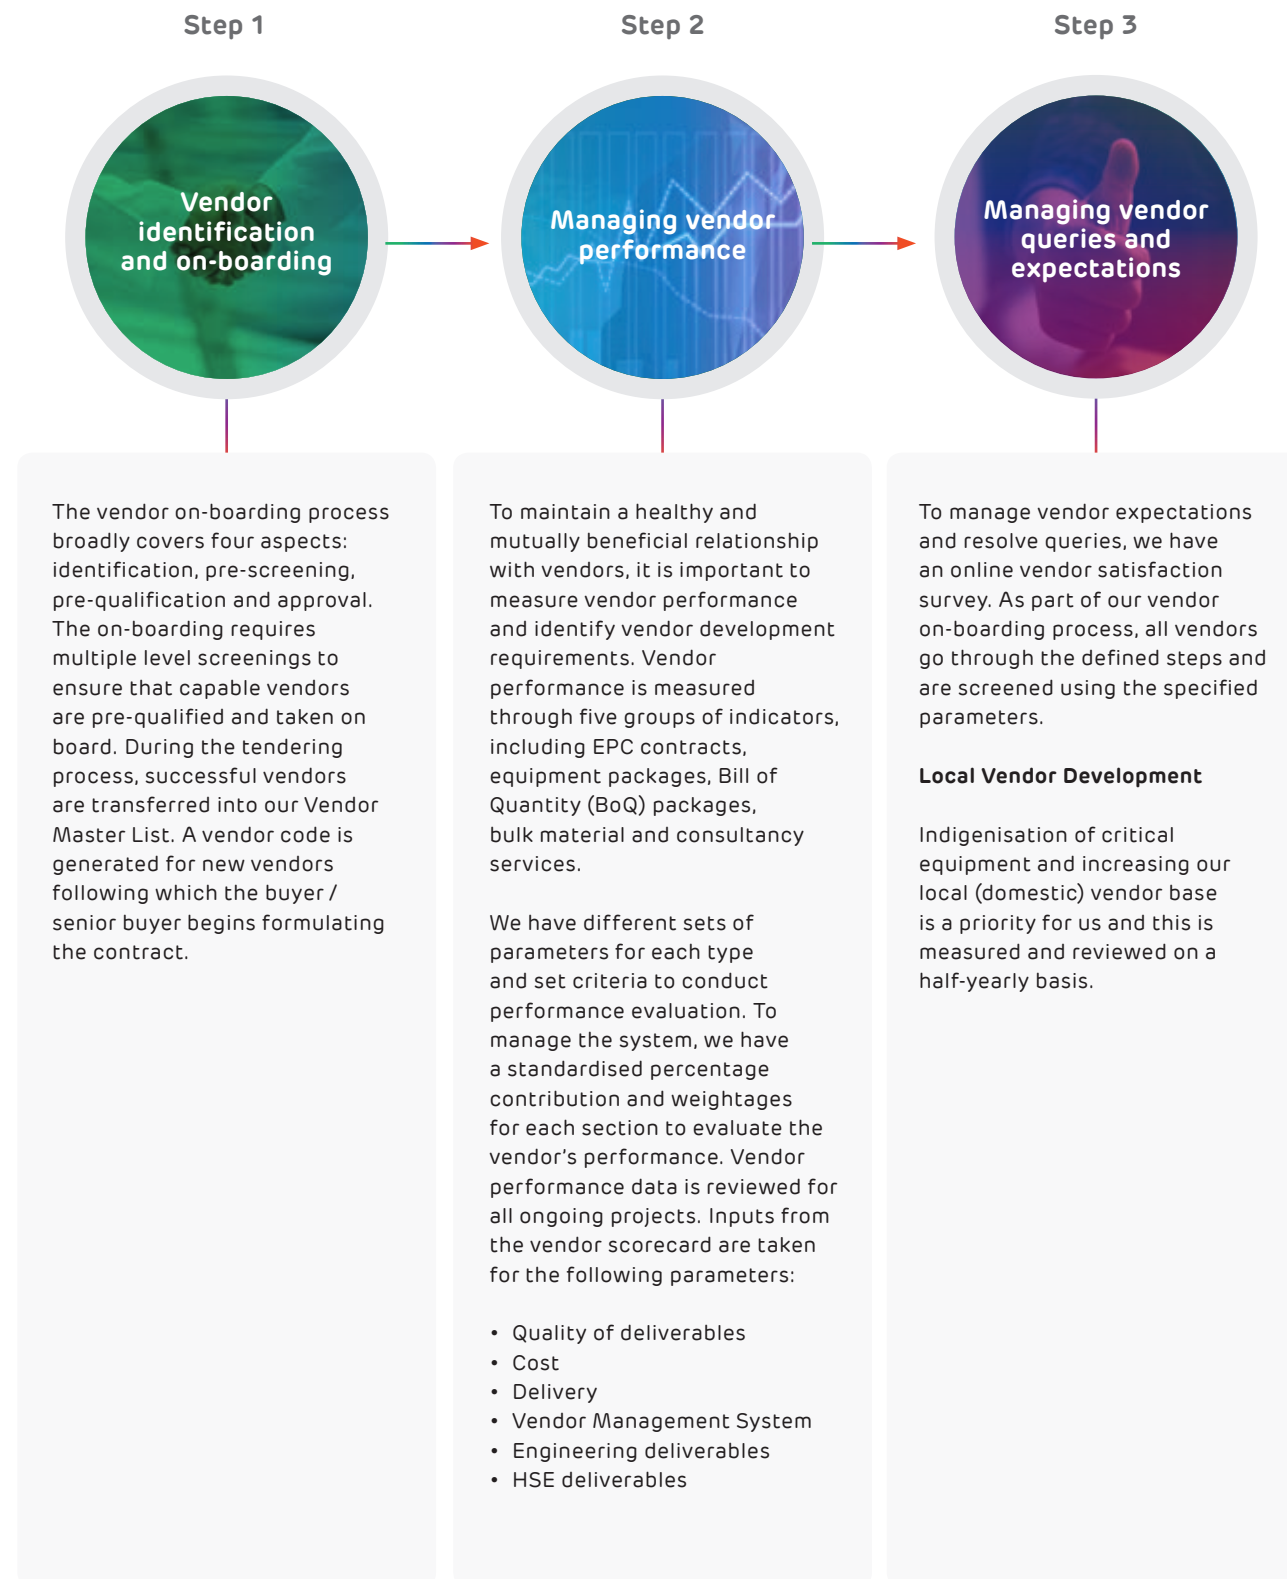 Step 1
Vendor
identification
and on-boarding
The vendor on-boarding process
broadly covers four aspects:
identification, pre-screening,
pre-qualification and approval.
The on-boarding requires
multiple level screenings to
ensure that capable vendors
are pre-qualified and taken on
board. During the tendering
process, successful vendors
are transferred into our Vendor
Master List. A vendor code is
generated for new vendors
following which the buyer /
senior buyer begins formulating
the contract.
Step 2
Managing vendor
performance
To maintain a healthy and
mutually beneficial relationship
with vendors, it is important to
measure vendor performance
and identify vendor development
requirements. Vendor
performance is measured
through five groups of indicators,
including EPC contracts,
equipment packages, Bill of
Quantity (BoQ) packages,
bulk material and consultancy
services.
We have different sets of
parameters for each type
and set criteria to conduct
performance evaluation. To
manage the system, we have
a standardised percentage
contribution and weightages
for each section to evaluate the
vendor's performance. Vendor
performance data is reviewed for
all ongoing projects. Inputs from
the vendor scorecard are taken
for the following parameters:
• Quality of deliverables
• Cost
• Delivery
• Vendor Management System
• Engineering deliverables
• HSE deliverables
Step 3
Managing vendor
queries and
expectations
To manage vendor expectations
and resolve queries, we have
an online vendor satisfaction
survey. As part of our vendor
on-boarding process, all vendors
go through the defined steps and
are screened using the specified
parameters.
Local Vendor Development
Indigenisation of critical
equipment and increasing our
local (domestic) vendor base
is a priority for us and this is
measured and reviewed on a
half-yearly basis.